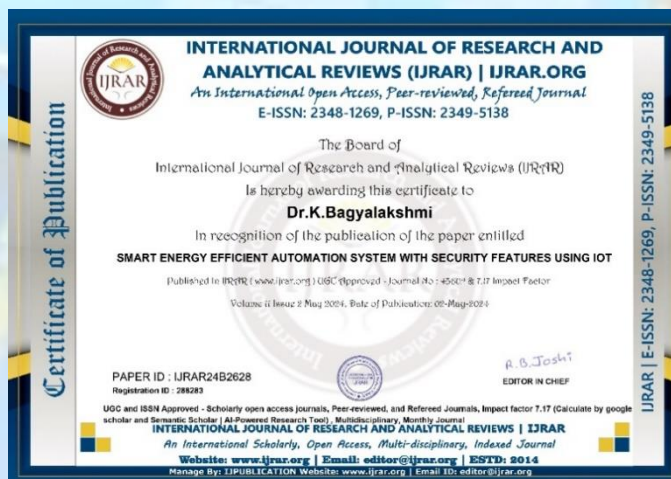 INTERNATIONAL JOURNAL OF RESEARCH AND
ANALYTICAL REVIEWS (IJRAR) | IJRAR.ORG
An International Open Access, Peer-reviewed, Refereed Journal
E-ISSN: 2348-1269, P-ISSN: 2349-5138
IJRAR
Certificate of Publication
The Board of
International Journal of Research and Analytical Reviews (IJRAR)
Is hereby awarding this certificate to
Dr.K.Bagyalakshmi
In recognition of the publication of the paper entitled
SMART ENERGY EFFICIENT AUTOMATION SYSTEM WITH SECURITY FEATURES USING IOT
Published In IJRAR ( www.ijrar.org ) UGC Approved - Journal No : 43602 & 7.17 Impact Factor
Volume 11 Issue 2 May 2024, Date of Publication: 02-May-2024
PAPER ID : IJRAR24B2628
Registration ID : 286283
R.B.Joshi
EDITOR IN CHIEF
UGC and ISSN Approved - Scholarly open access journals, Peer-reviewed, and Refereed Journals, Impact factor 7.17 (Calculate by google
scholar and Semantic Scholar | AI-Powered Research Tool) , Multidisciplinary, Monthly Journal
INTERNATIONAL JOURNAL OF RESEARCH AND ANALYTICAL REVIEWS | IJRAR
An International Scholarly, Open Access, Multi-disciplinary, Indexed Journal
Website: www.ijrar.org | Email: editor@ijrar.org | ESTD: 2014
Manage By: IJPUBLICATION Website: www.ijrar.org | Email ID: editor@ijrar.org
IJRAR | E-ISSN: 2348-1269, P-ISSN: 2349-5138